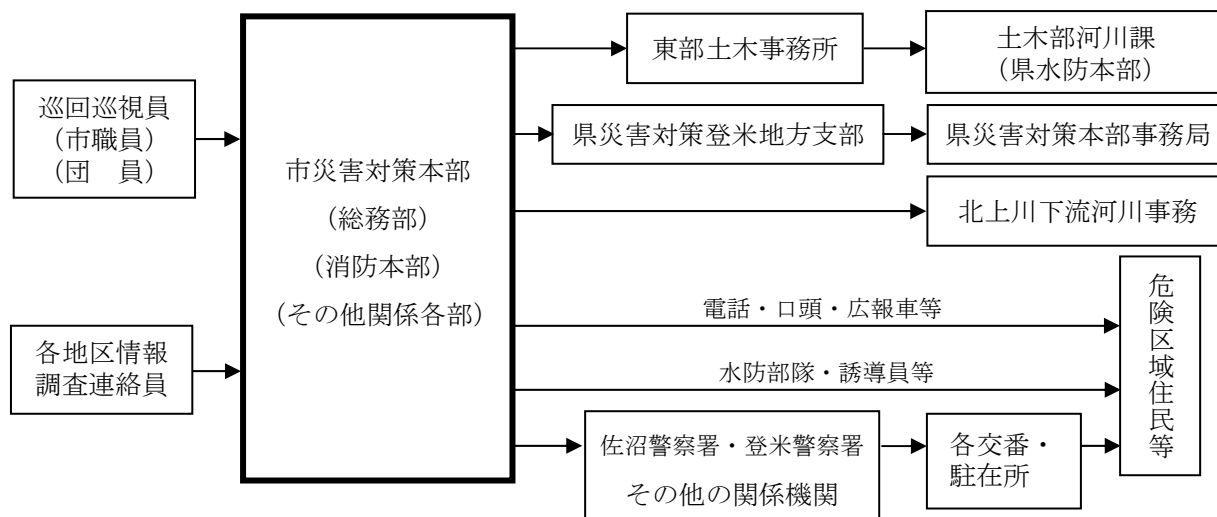 巡回巡視員
（市職員）
（団　員）
各地区情報
調査連絡員
市災害対策本部
（総務部）
（消防本部）
（その他関係各部）
東部土木事務所
土木部河川課
（県水防本部）
県災害対策登米地方支部
県災害対策本部事務局
北上川下流河川事務
電話・口頭・広報車等
水防部隊・誘導員等
佐沼警察署・登米警察署
その他の関係機関
各交番・
駐在所
危険区域住民等